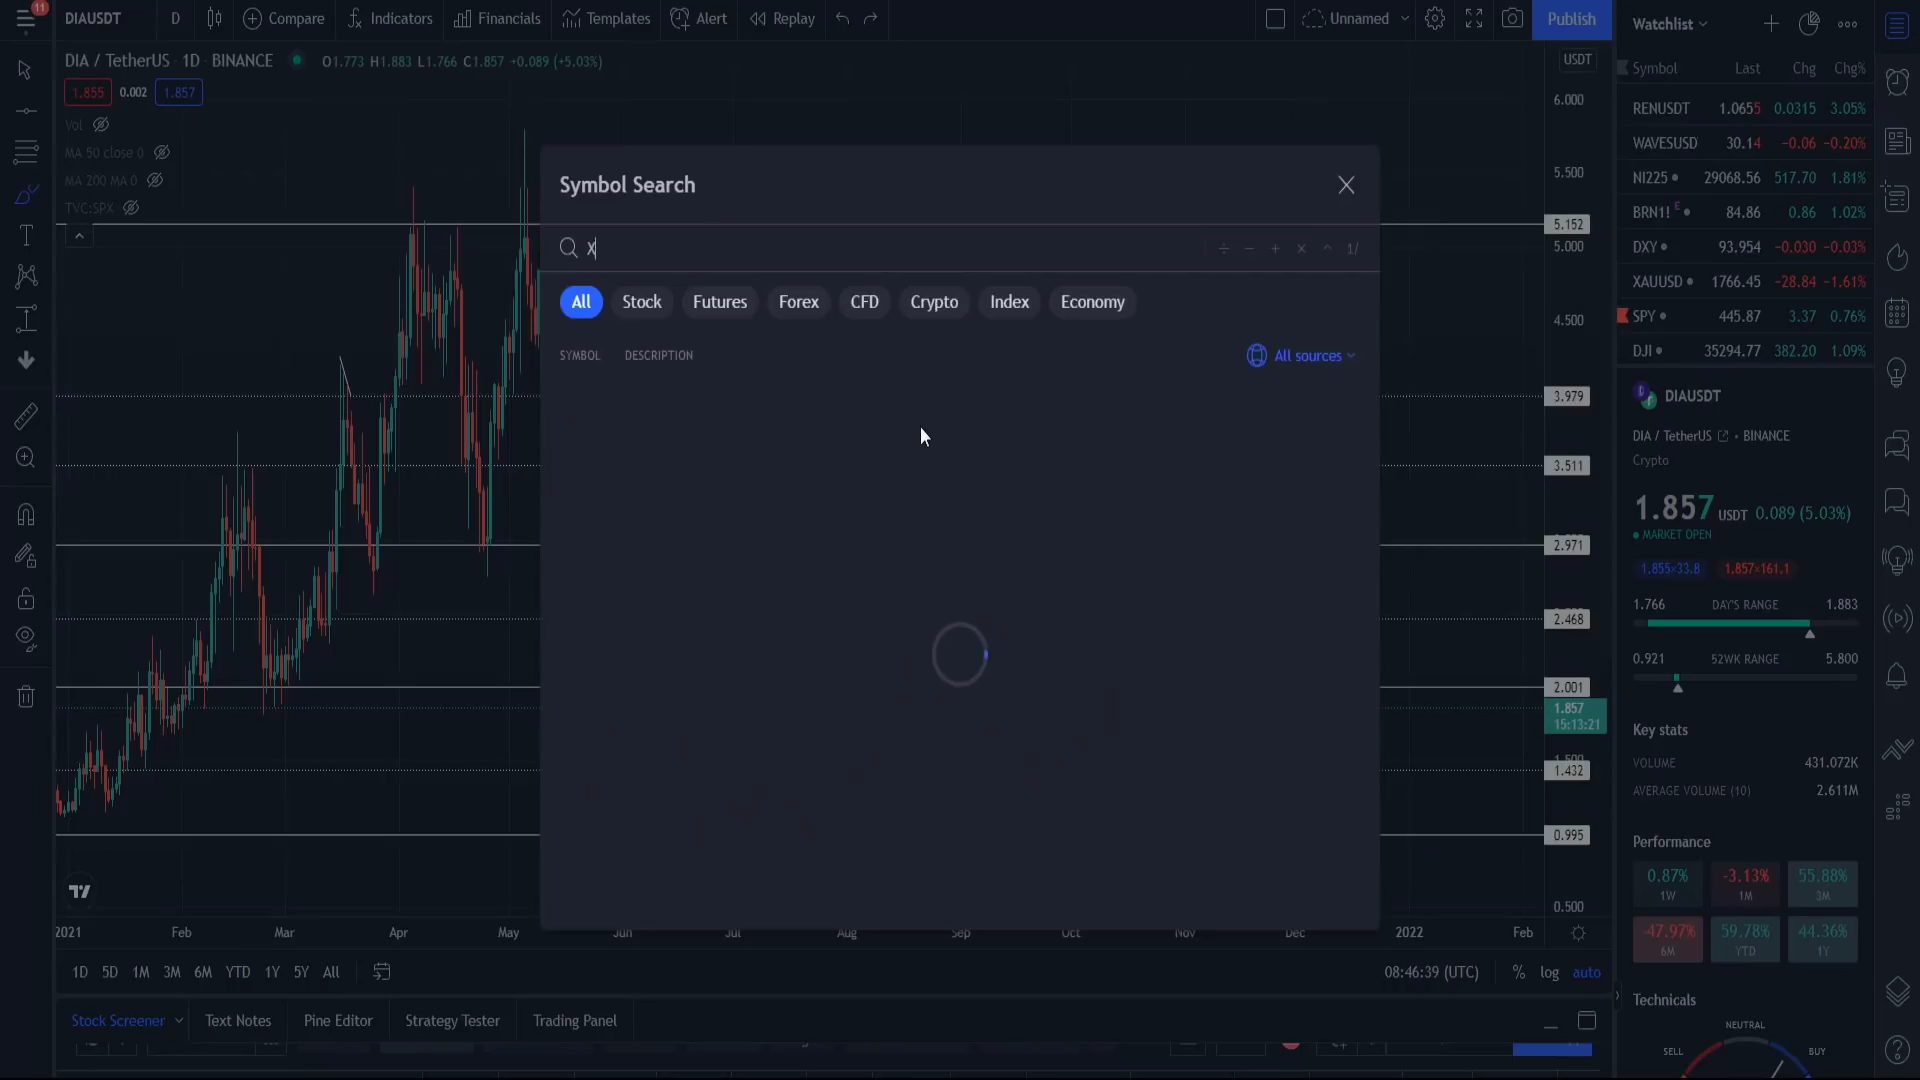 11
DIAUSDT D Compare Indicators Financials Templates Alert Replay Unnamed Publish
Watchlist
DIA / TetherUS · 1D · BINANCE O1.773 H1.883 L1.766 C1.857 +0.089 (+5.03%)
USDT
1.855 0.002 1.857
Vol
MA 50 close 0
MA 200 MA 0
TVC:SPX
6.000
5.500
5.152
5.000
4.500
3.979
3.511
2.971
2.468
2.001
1.857
15:13:21
1.432
0.995
0.500
Symbol Search
X
÷ − + × ^ 1/
All Stock Futures Forex CFD Crypto Index Economy
SYMBOL DESCRIPTION All sources
2021 Feb Mar Apr May Jun Jul Aug Sep Oct Nov Dec 2022 Feb
1D 5D 1M 3M 6M YTD 1Y 5Y All 08:46:39 (UTC) % log auto
Stock Screener Text Notes Pine Editor Strategy Tester Trading Panel
Symbol Last Chg Chg%
RENUSDT 1.0655 0.0315 3.05%
WAVESUSD 30.14 −0.06 −0.20%
NI225 29068.56 517.70 1.81%
BRN1! E 84.86 0.86 1.02%
DXY 93.954 −0.030 −0.03%
XAUUSD 1766.45 −28.84 −1.61%
SPY 445.87 3.37 0.76%
DJI 35294.77 382.20 1.09%
DIAUSDT
DIA / TetherUS • BINANCE
Crypto
1.857 USDT 0.089 (5.03%)
MARKET OPEN
1.855×33.8 1.857×161.1
1.766 DAY'S RANGE 1.883
0.921 52WK RANGE 5.800
Key stats
VOLUME 431.072K
AVERAGE VOLUME (10) 2.611M
Performance
0.87% -3.13% 55.88%
1W 1M 3M
-47.97% 59.78% 44.36%
6M YTD 1Y
Technicals
NEUTRAL
SELL BUY